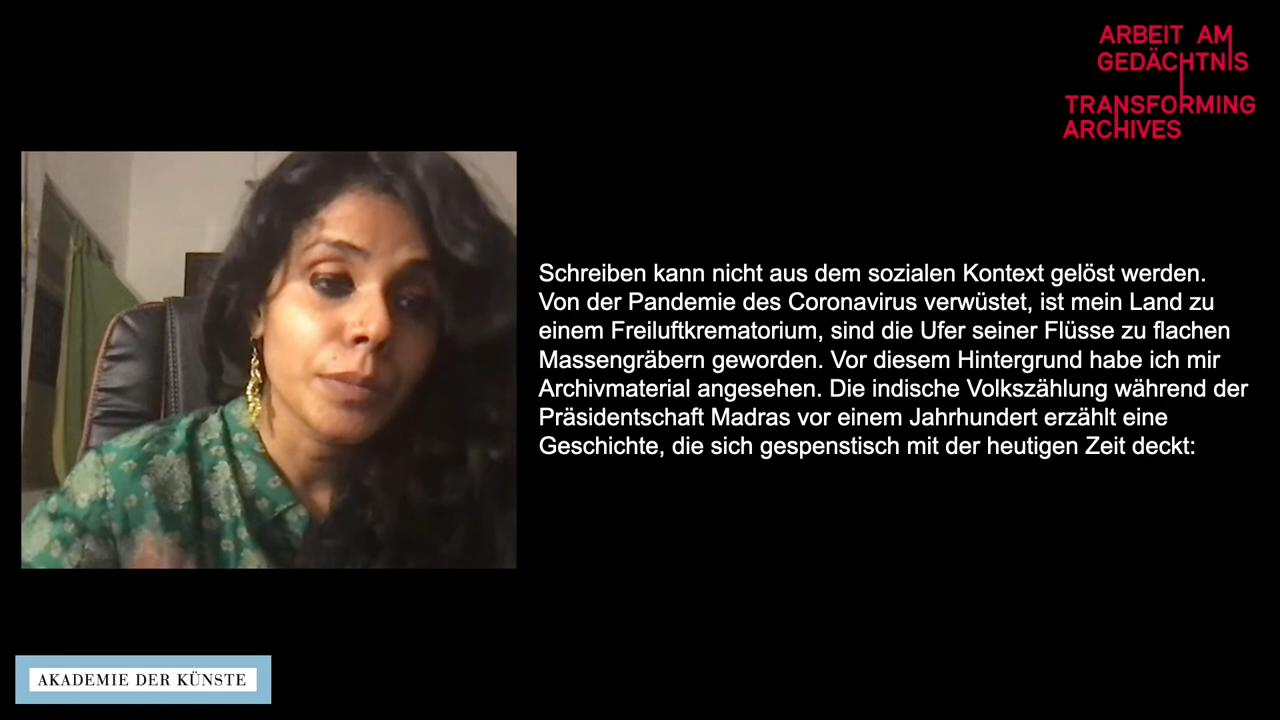 ARBEIT AM
GEDÄCHTNIS
TRANSFORMING
ARCHIVES
Schreiben kann nicht aus dem sozialen Kontext gelöst werden.
Von der Pandemie des Coronavirus verwüstet, ist mein Land zu
einem Freiluftkrematorium, sind die Ufer seiner Flüsse zu flachen
Massengräbern geworden. Vor diesem Hintergrund habe ich mir
Archivmaterial angesehen. Die indische Volkszählung während der
Präsidentschaft Madras vor einem Jahrhundert erzählt eine
Geschichte, die sich gespenstisch mit der heutigen Zeit deckt:
AKADEMIE DER KÜNSTE